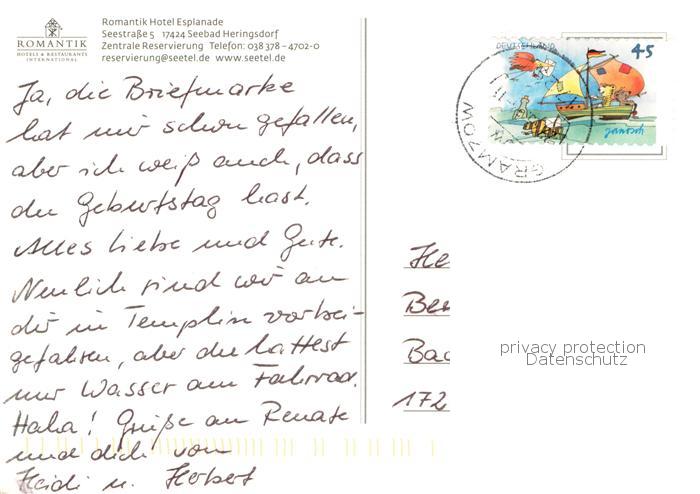 Romantik Hotel Esplanade
Seestraße 5 17424 Seebad Heringsdorf
Zentrale Reservierung Telefon: 038 378 – 4702-0
reservierung@seetel.de www.seetel.de
ROMANTIK
HOTELS & RESTAURANTS
INTERNATIONAL
DEUTSCHLAND
45
janosch
GRAMZOW
Ja, die Briefmarke
hat mir schon gefallen,
aber ich weiß auch, dass
du Geburtstag hast.
Alles Liebe und Gute.
Neulich sind wir an
dir in Templin vorbei-
gefahren, aber du hattest
nur Wasser am Fahrrad.
Haha! Grüße an Renate
und dich von
Heidi u. Herbert
He
Ber
Bac
172
privacy protection
Datenschutz